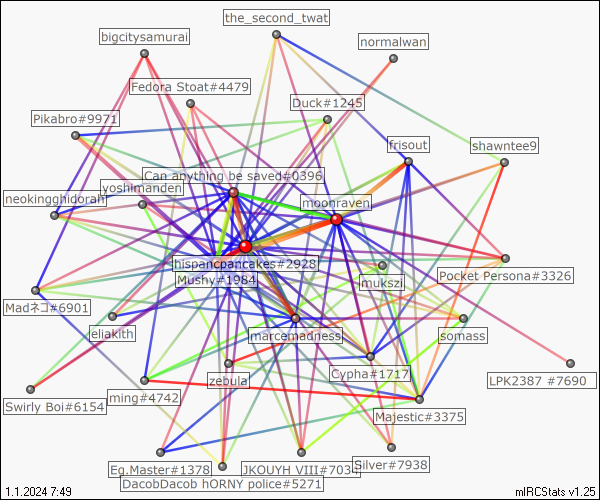 the_second_twat
bigcitysamurai
normalwan
Fedora Stoat#4479
Duck#1245
Pikabro#9971
frisout
shawntee9
Can anything be saved#0396
yoshimanden
neokingghidorah
moonraven
hispancpancakes#2928
Pocket Persona#3326
Mushy#1984
mukszi
Madネコ#6901
eliakith
marcemadness
somass
Cypha#1717
zebula
LPK2387 #7690
ming#4742
Swirly Boi#6154
Majestic#3375
Eg.Master#1378
JKOUYH VIII#7034
Silver#7938
DacobDacob hORNY police#5271
1.1.2024 7:49
mIRCStats v1.25